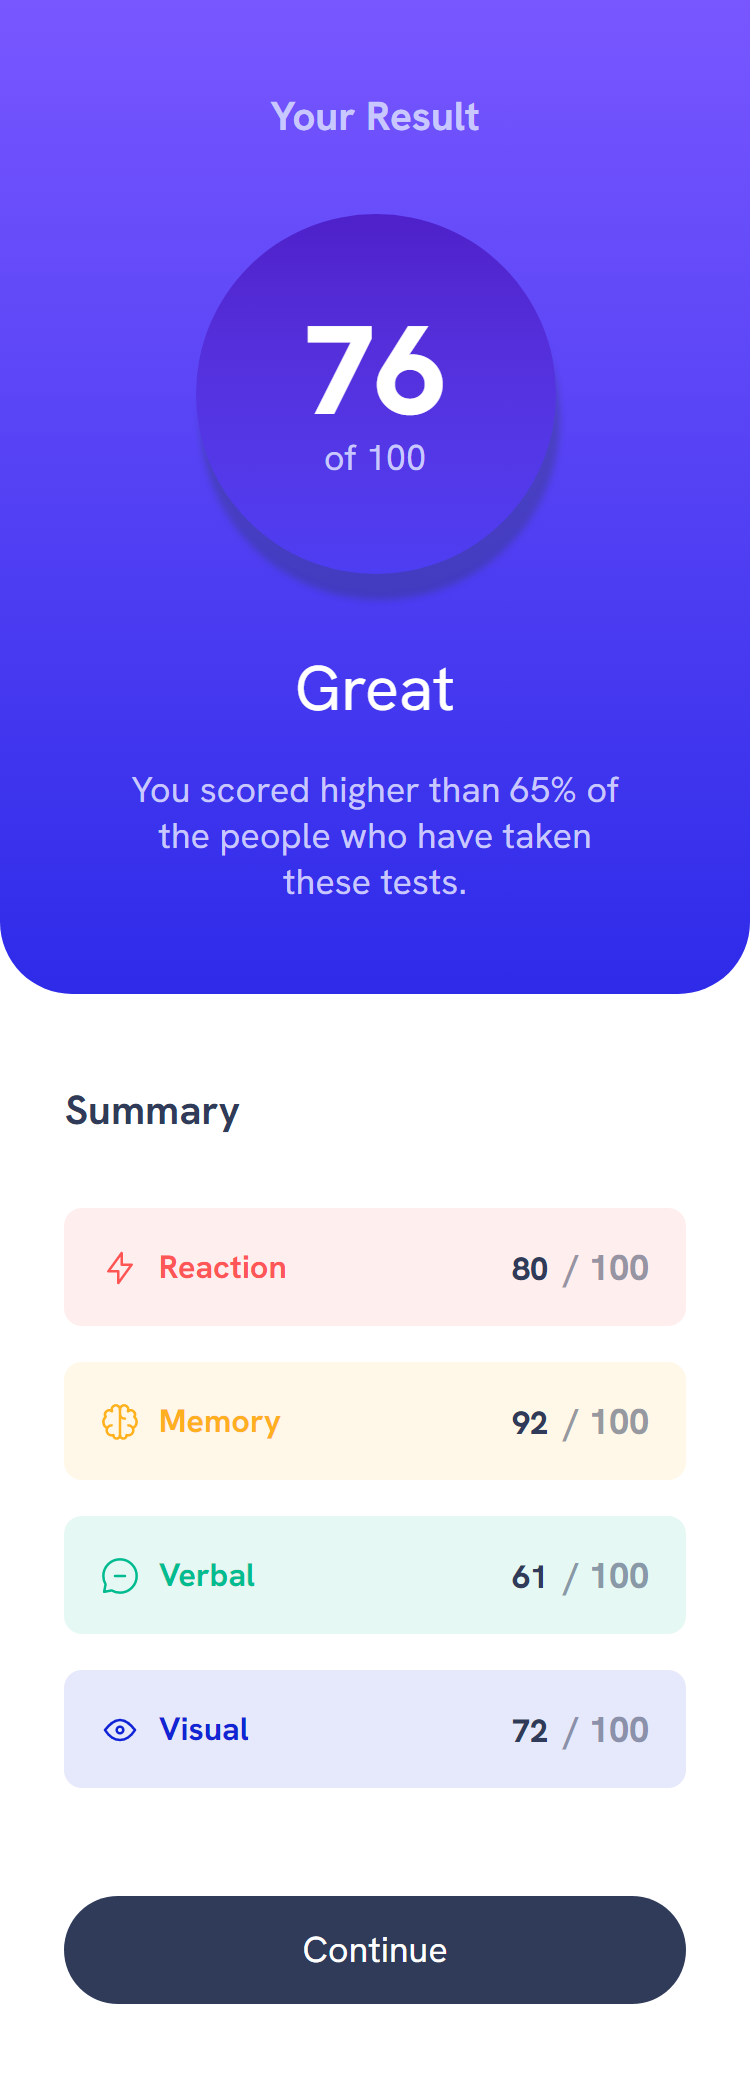 Your Result
76
of 100
Great
You scored higher than 65% of
the people who have taken
these tests.
Summary
Reaction 80 / 100
Memory 92 / 100
Verbal 61 / 100
Visual 72 / 100
Continue